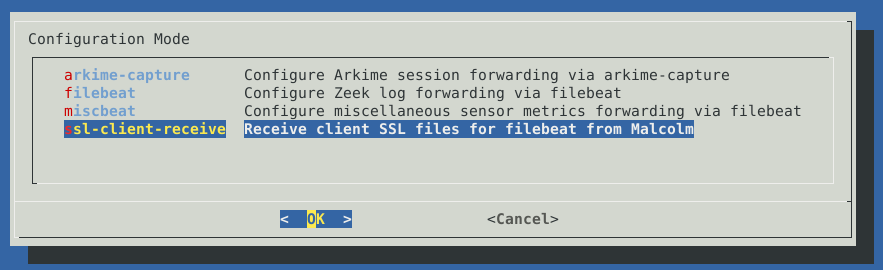 Configuration Mode
arkime-capture Configure Arkime session forwarding via arkime-capture
filebeat Configure Zeek log forwarding via filebeat
miscbeat Configure miscellaneous sensor metrics forwarding via filebeat
ssl-client-receive Receive client SSL files for filebeat from Malcolm
< OK > <Cancel>